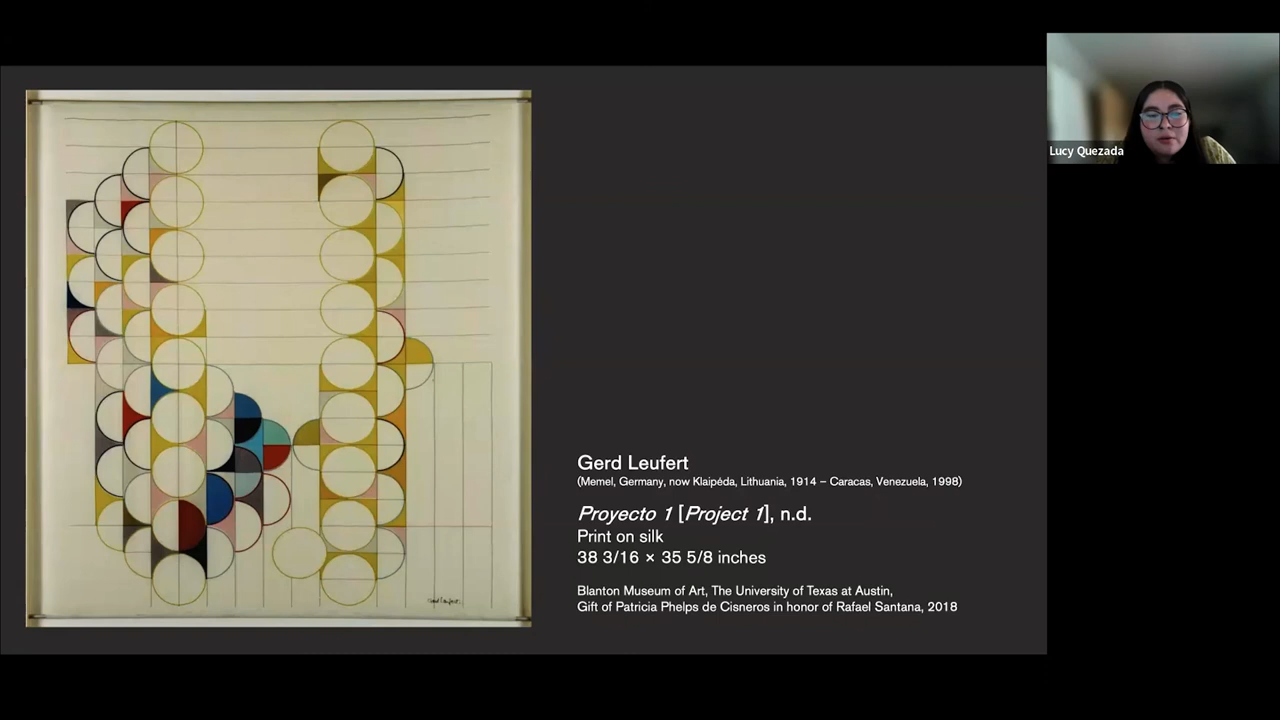 Lucy Quezada
Gerd Leufert
(Memel, Germany, now Klaipéda, Lithuania, 1914 – Caracas, Venezuela, 1998)
Proyecto 1 [Project 1], n.d.
Print on silk
38 3/16 × 35 5/8 inches
Blanton Museum of Art, The University of Texas at Austin,
Gift of Patricia Phelps de Cisneros in honor of Rafael Santana, 2018